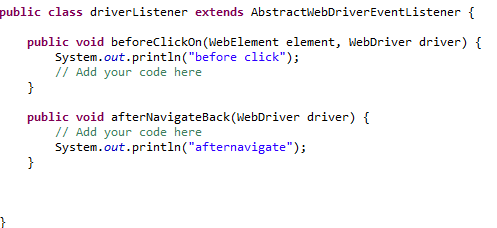 public class driverListener extends AbstractWebDriverEventListener {
public void beforeClickOn(WebElement element, WebDriver driver) {
System.out.println("before click");
// Add your code here
}
public void afterNavigateBack(WebDriver driver) {
// Add your code here
System.out.println("afternavigate");
}
}